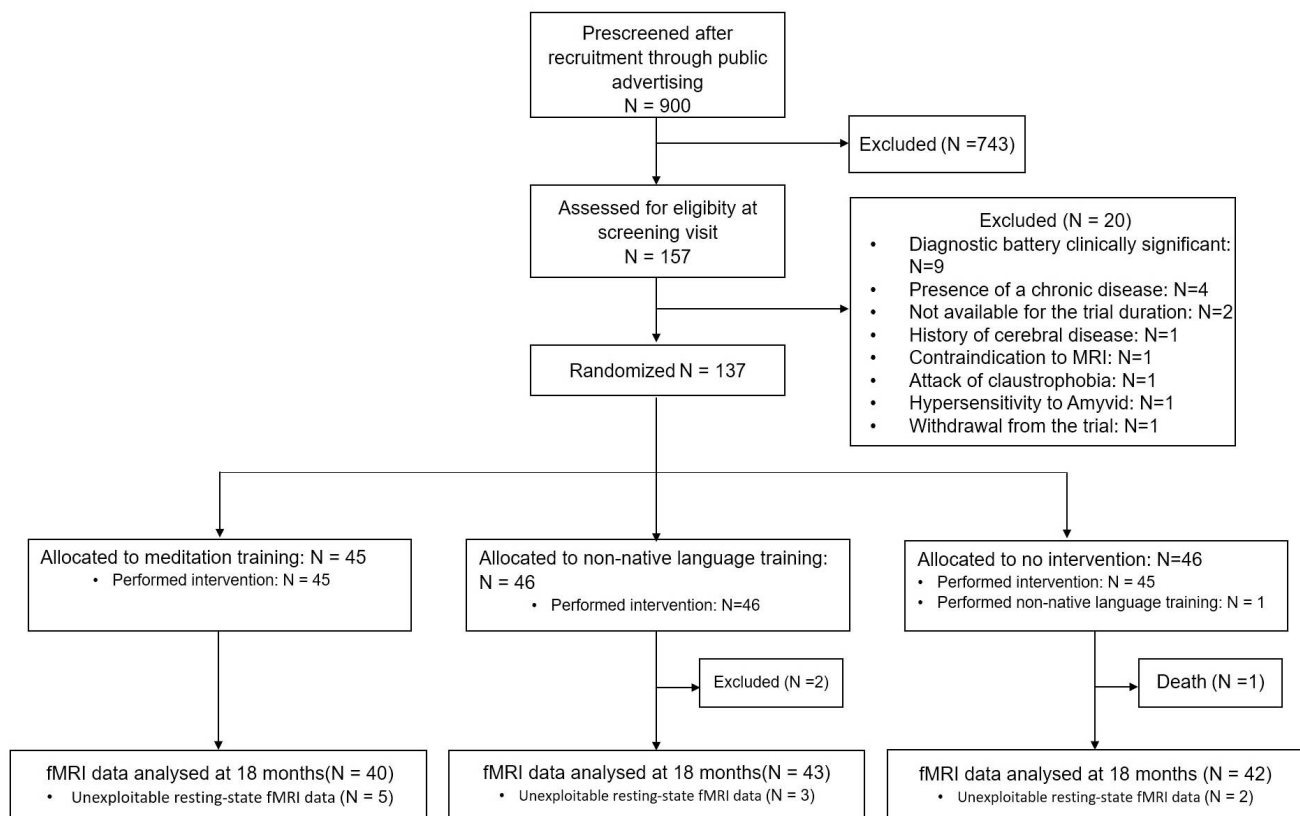 Prescreened after
recruitment through public
advertising
N = 900
Excluded (N =743)
Assessed for eligibity at
screening visit
N = 157
Excluded (N = 20)
• Diagnostic battery clinically significant:
N=9
• Presence of a chronic disease: N=4
• Not available for the trial duration: N=2
• History of cerebral disease: N=1
• Contraindication to MRI: N=1
• Attack of claustrophobia: N=1
• Hypersensitivity to Amyvid: N=1
• Withdrawal from the trial: N=1
Randomized N = 137
Allocated to meditation training: N = 45
• Performed intervention: N = 45
Allocated to non-native language training:
N = 46
• Performed intervention: N=46
Allocated to no intervention: N=46
• Performed intervention: N = 45
• Performed non-native language training: N = 1
Excluded (N =2)
Death (N =1)
fMRI data analysed at 18 months(N = 40)
• Unexploitable resting-state fMRI data (N = 5)
fMRI data analysed at 18 months(N = 43)
• Unexploitable resting-state fMRI data (N = 3)
fMRI data analysed at 18 months (N = 42)
• Unexploitable resting-state fMRI data (N = 2)